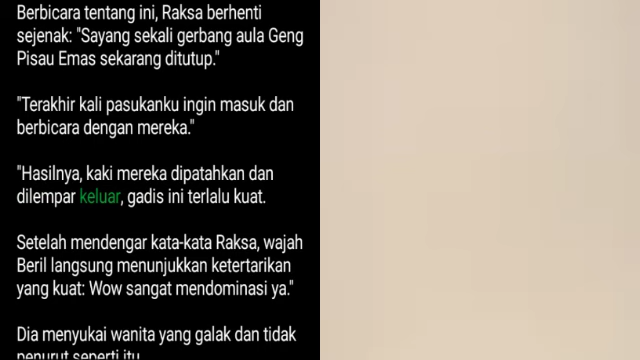 Berbicara tentang ini, Raksa berhenti
sejenak: "Sayang sekali gerbang aula Geng
Pisau Emas sekarang ditutup."
"Terakhir kali pasukanku ingin masuk dan
berbicara dengan mereka."
"Hasilnya, kaki mereka dipatahkan dan
dilempar keluar, gadis ini terlalu kuat.
Setelah mendengar kata-kata Raksa, wajah
Beril langsung menunjukkan ketertarikan
yang kuat: Wow sangat mendominasi ya."
Dia menyukai wanita yang galak dan tidak
penurut seperti itu